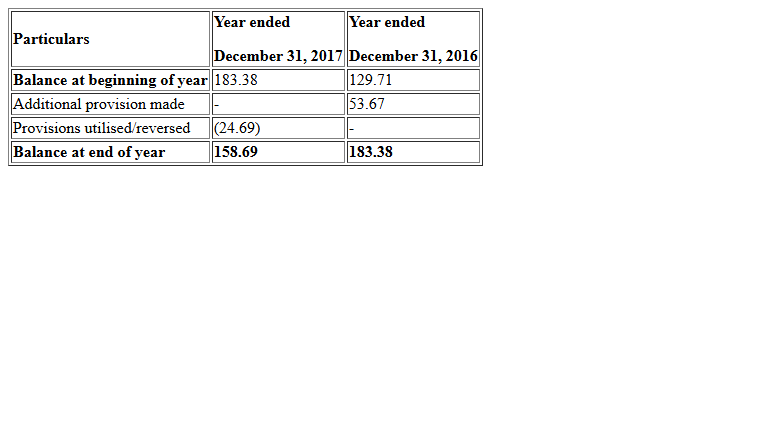 Particulars Year ended Year ended
December 31, 2017 December 31, 2016
Balance at beginning of year 183.38 129.71
Additional provision made - 53.67
Provisions utilised/reversed (24.69) -
Balance at end of year 158.69 183.38